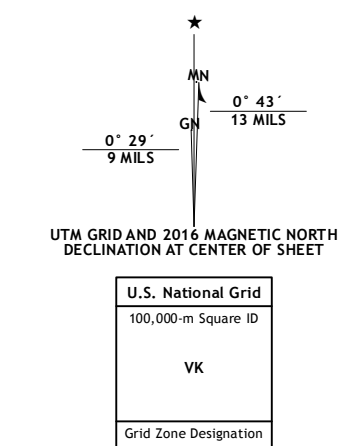 ★
MN
0° 43´
GN
13 MILS
0° 29´
9 MILS
UTM GRID AND 2016 MAGNETIC NORTH
DECLINATION AT CENTER OF SHEET
U.S. National Grid
100,000-m Square ID
VK
Grid Zone Designation